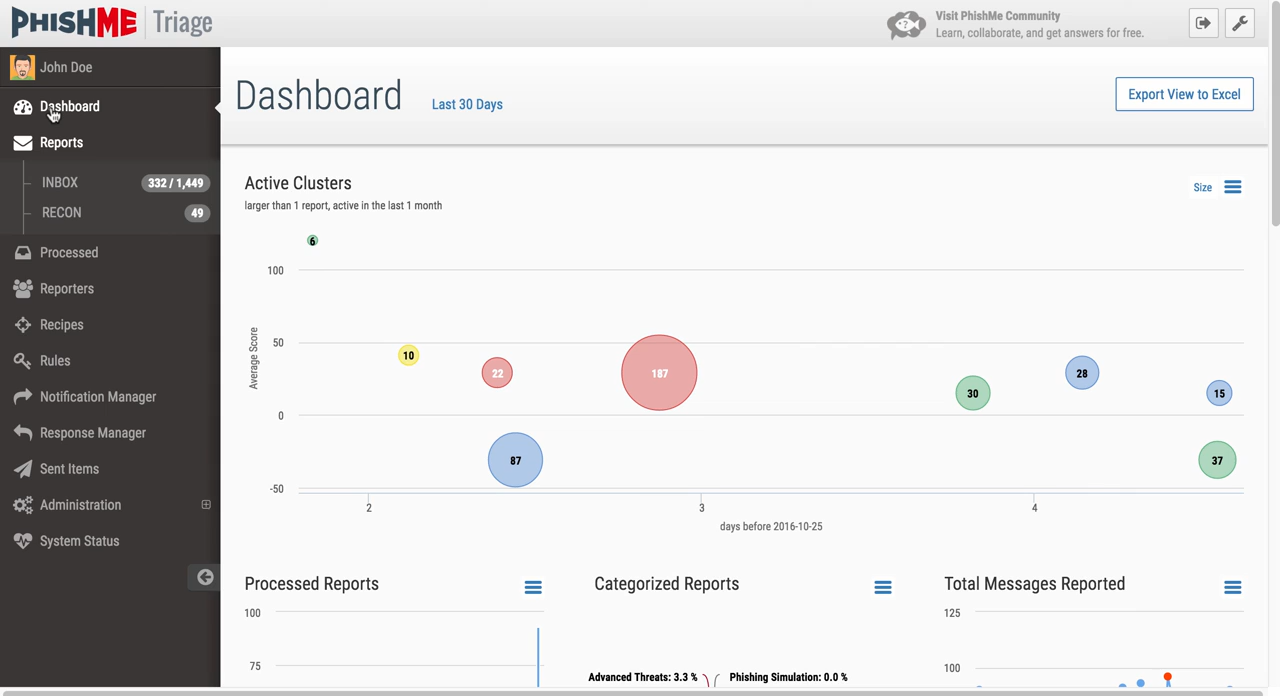 PHISHME Triage
Visit PhishMe Community
Learn, collaborate, and get answers for free.
John Doe
Dashboard
Reports
INBOX 332 / 1,449
RECON 49
Processed
Reporters
Recipes
Rules
Notification Manager
Response Manager
Sent Items
Administration
System Status
Dashboard Last 30 Days
Export View to Excel
Active Clusters
larger than 1 report, active in the last 1 month
Size
6
100
50
10
22
187
30
28
15
0
87
37
-50
Average Score
2 3 4
days before 2016-10-25
Processed Reports
100
75
Categorized Reports
Advanced Threats: 3.3 %
Phishing Simulation: 0.0 %
Total Messages Reported
125
100